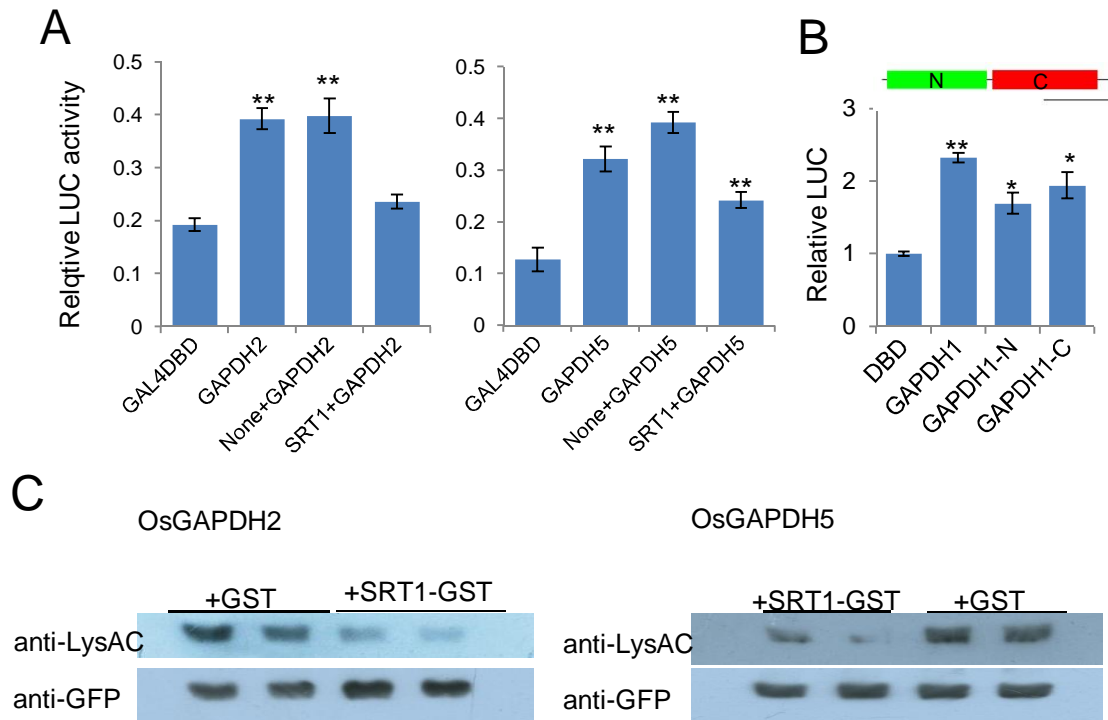 A
B
Relqtive LUC activity
0.5
0.4
0.3
0.2
0.1
0
**
**
GAL4DBD
GAPDH2
None+GAPDH2
SRT1+GAPDH2
0.5
0.4
0.3
0.2
0.1
0
**
**
**
GAL4DBD
GAPDH5
None+GAPDH5
SRT1+GAPDH5
N
C
Relative LUC
3
2
1
0
**
*
*
DBD
GAPDH1
GAPDH1-N
GAPDH1-C
C
OsGAPDH2
+GST
+SRT1-GST
anti-LysAC
anti-GFP
OsGAPDH5
+SRT1-GST
+GST
anti-LysAC
anti-GFP